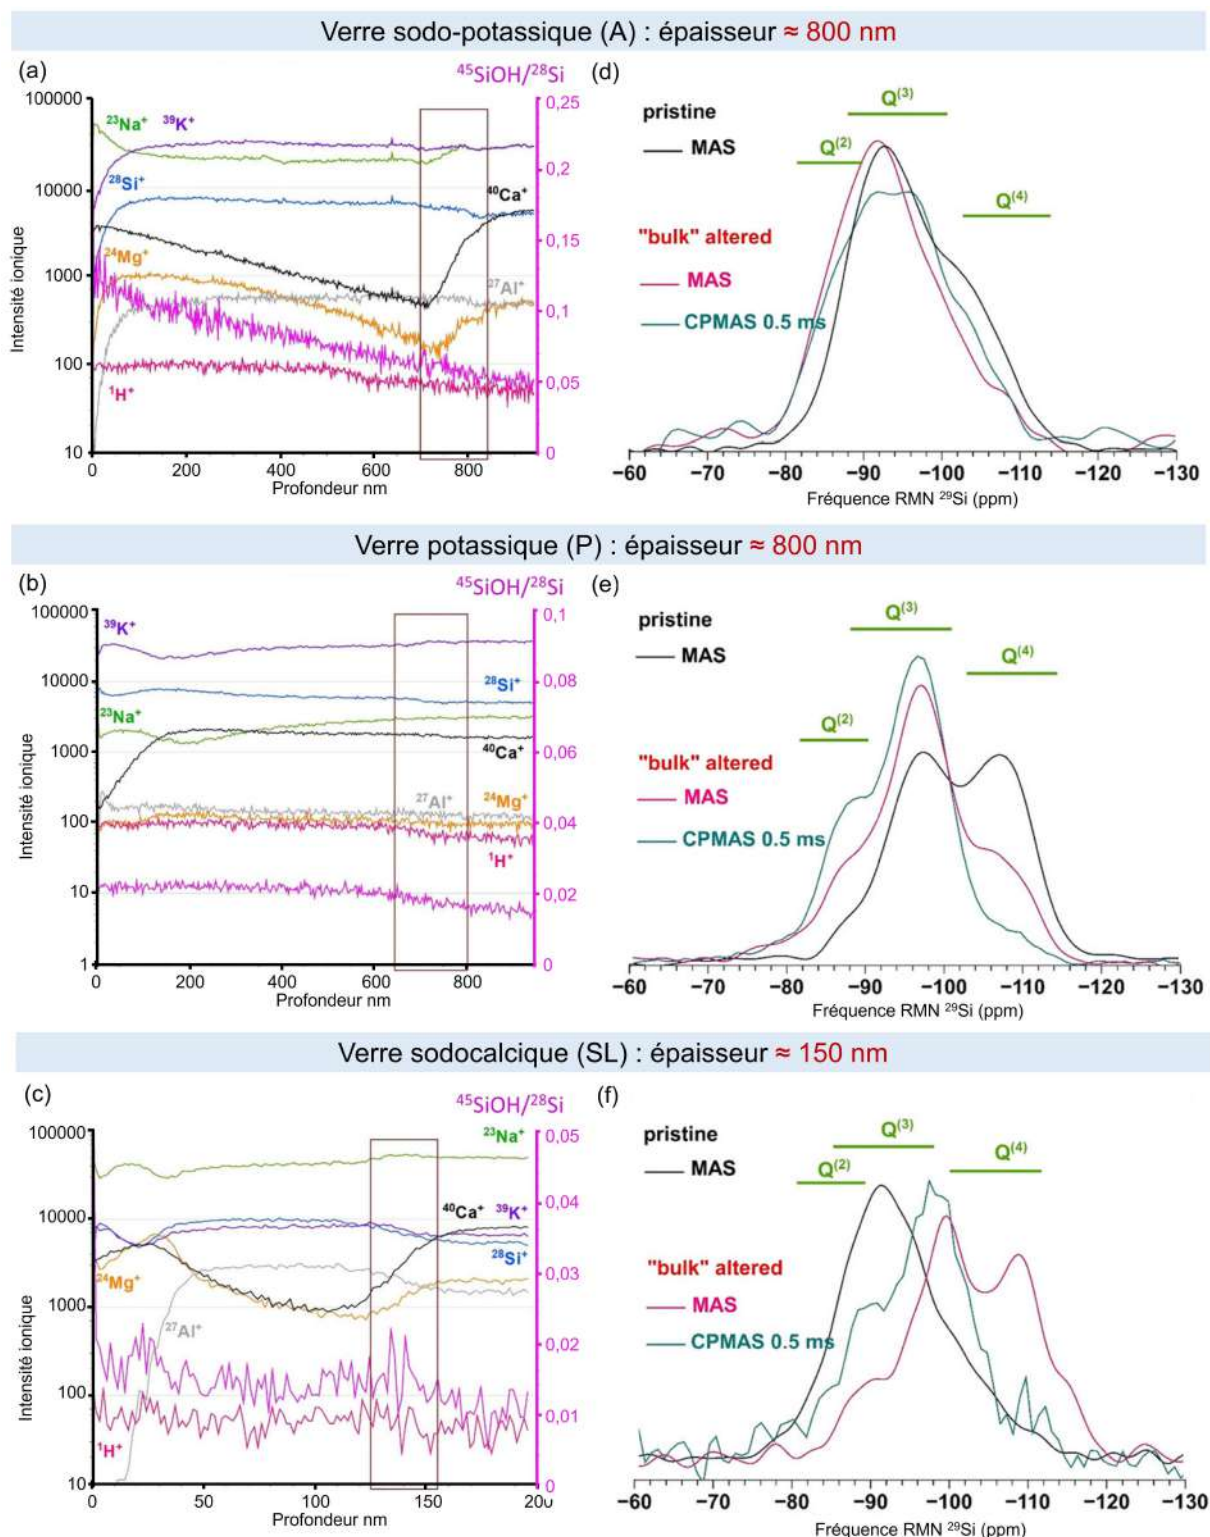 Verre sodo-potassique (A) : épaisseur ≈ 800 nm
(a)
⁴⁵SiOH/²⁸Si
100000
10000
1000
100
10
Intensité ionique
²³Na⁺ ³⁹K⁺
²⁸Si⁺
⁴⁰Ca⁺
²⁴Mg⁺
²⁷Al⁺
¹H⁺
0,25
0,2
0,15
0,1
0,05
0
0 200 400 600 800
Profondeur nm
(d)
pristine
MAS
Q⁽³⁾
Q⁽²⁾
Q⁽⁴⁾
"bulk" altered
MAS
CPMAS 0.5 ms
−60 −70 −80 −90 −100 −110 −120 −130
Fréquence RMN ²⁹Si (ppm)
Verre potassique (P) : épaisseur ≈ 800 nm
(b)
⁴⁵SiOH/²⁸Si
100000
10000
1000
100
10
1
Intensité ionique
³⁹K⁺
²⁸Si⁺
²³Na⁺
⁴⁰Ca⁺
²⁷Al⁺ ²⁴Mg⁺
¹H⁺
0,1
0,08
0,06
0,04
0,02
0
0 200 400 600 800
Profondeur nm
(e)
pristine
MAS
Q⁽³⁾
Q⁽⁴⁾
Q⁽²⁾
"bulk" altered
MAS
CPMAS 0.5 ms
−60 −70 −80 −90 −100 −110 −120 −130
Fréquence RMN ²⁹Si (ppm)
Verre sodocalcique (SL) : épaisseur ≈ 150 nm
(c)
⁴⁵SiOH/²⁸Si
100000
10000
1000
100
10
Intensité ionique
²³Na⁺
⁴⁰Ca⁺ ³⁹K⁺
²⁸Si⁺
²⁴Mg⁺
²⁷Al⁺
¹H⁺
0,05
0,04
0,03
0,02
0,01
0
0 50 100 150 200
Profondeur nm
(f)
pristine
MAS
Q⁽³⁾
Q⁽²⁾
Q⁽⁴⁾
"bulk" altered
MAS
CPMAS 0.5 ms
−60 −70 −80 −90 −100 −110 −120 −130
Fréquence RMN ²⁹Si (ppm)